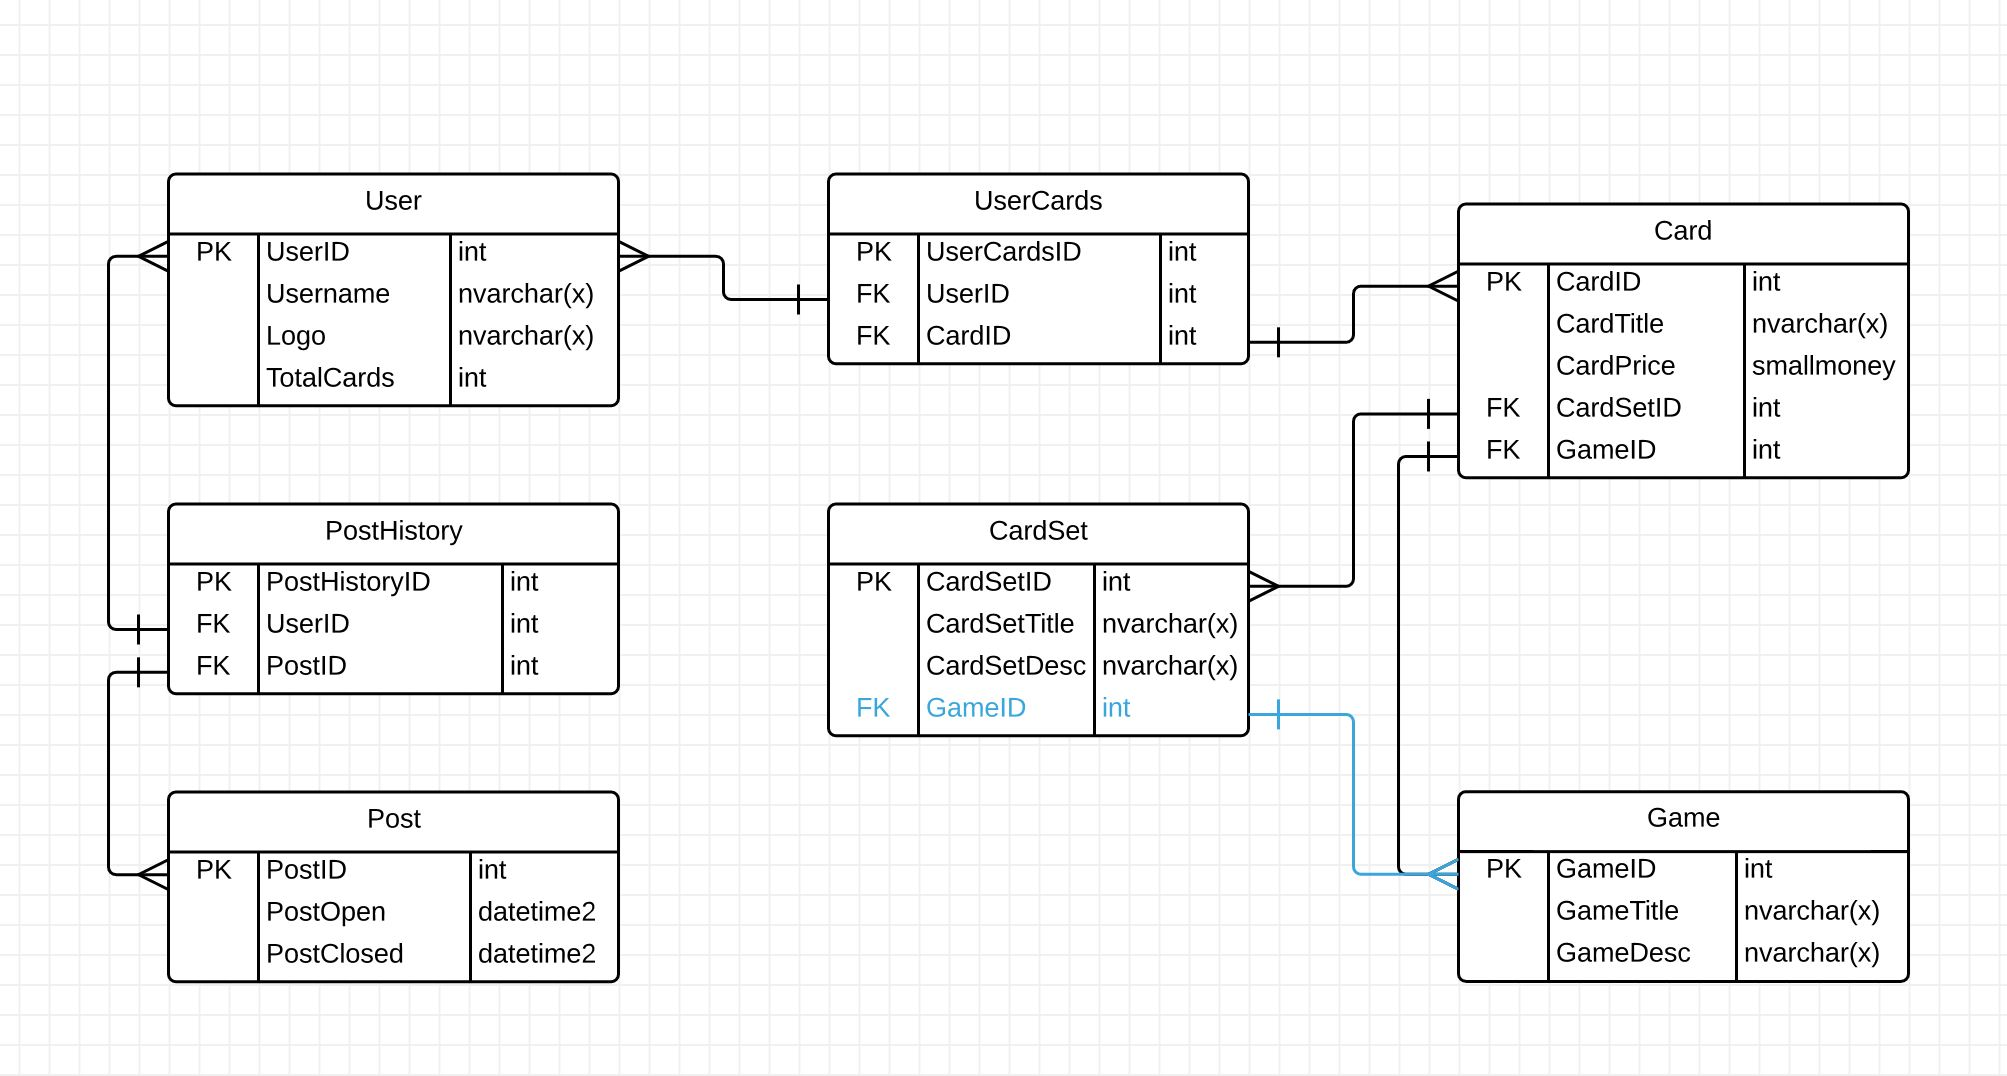 User
PK UserID int
Username nvarchar(x)
Logo nvarchar(x)
TotalCards int
UserCards
PK UserCardsID int
FK UserID int
FK CardID int
Card
PK CardID int
CardTitle nvarchar(x)
CardPrice smallmoney
FK CardSetID int
FK GameID int
PostHistory
PK PostHistoryID int
FK UserID int
FK PostID int
CardSet
PK CardSetID int
CardSetTitle nvarchar(x)
CardSetDesc nvarchar(x)
FK GameID int
Post
PK PostID int
PostOpen datetime2
PostClosed datetime2
Game
PK GameID int
GameTitle nvarchar(x)
GameDesc nvarchar(x)